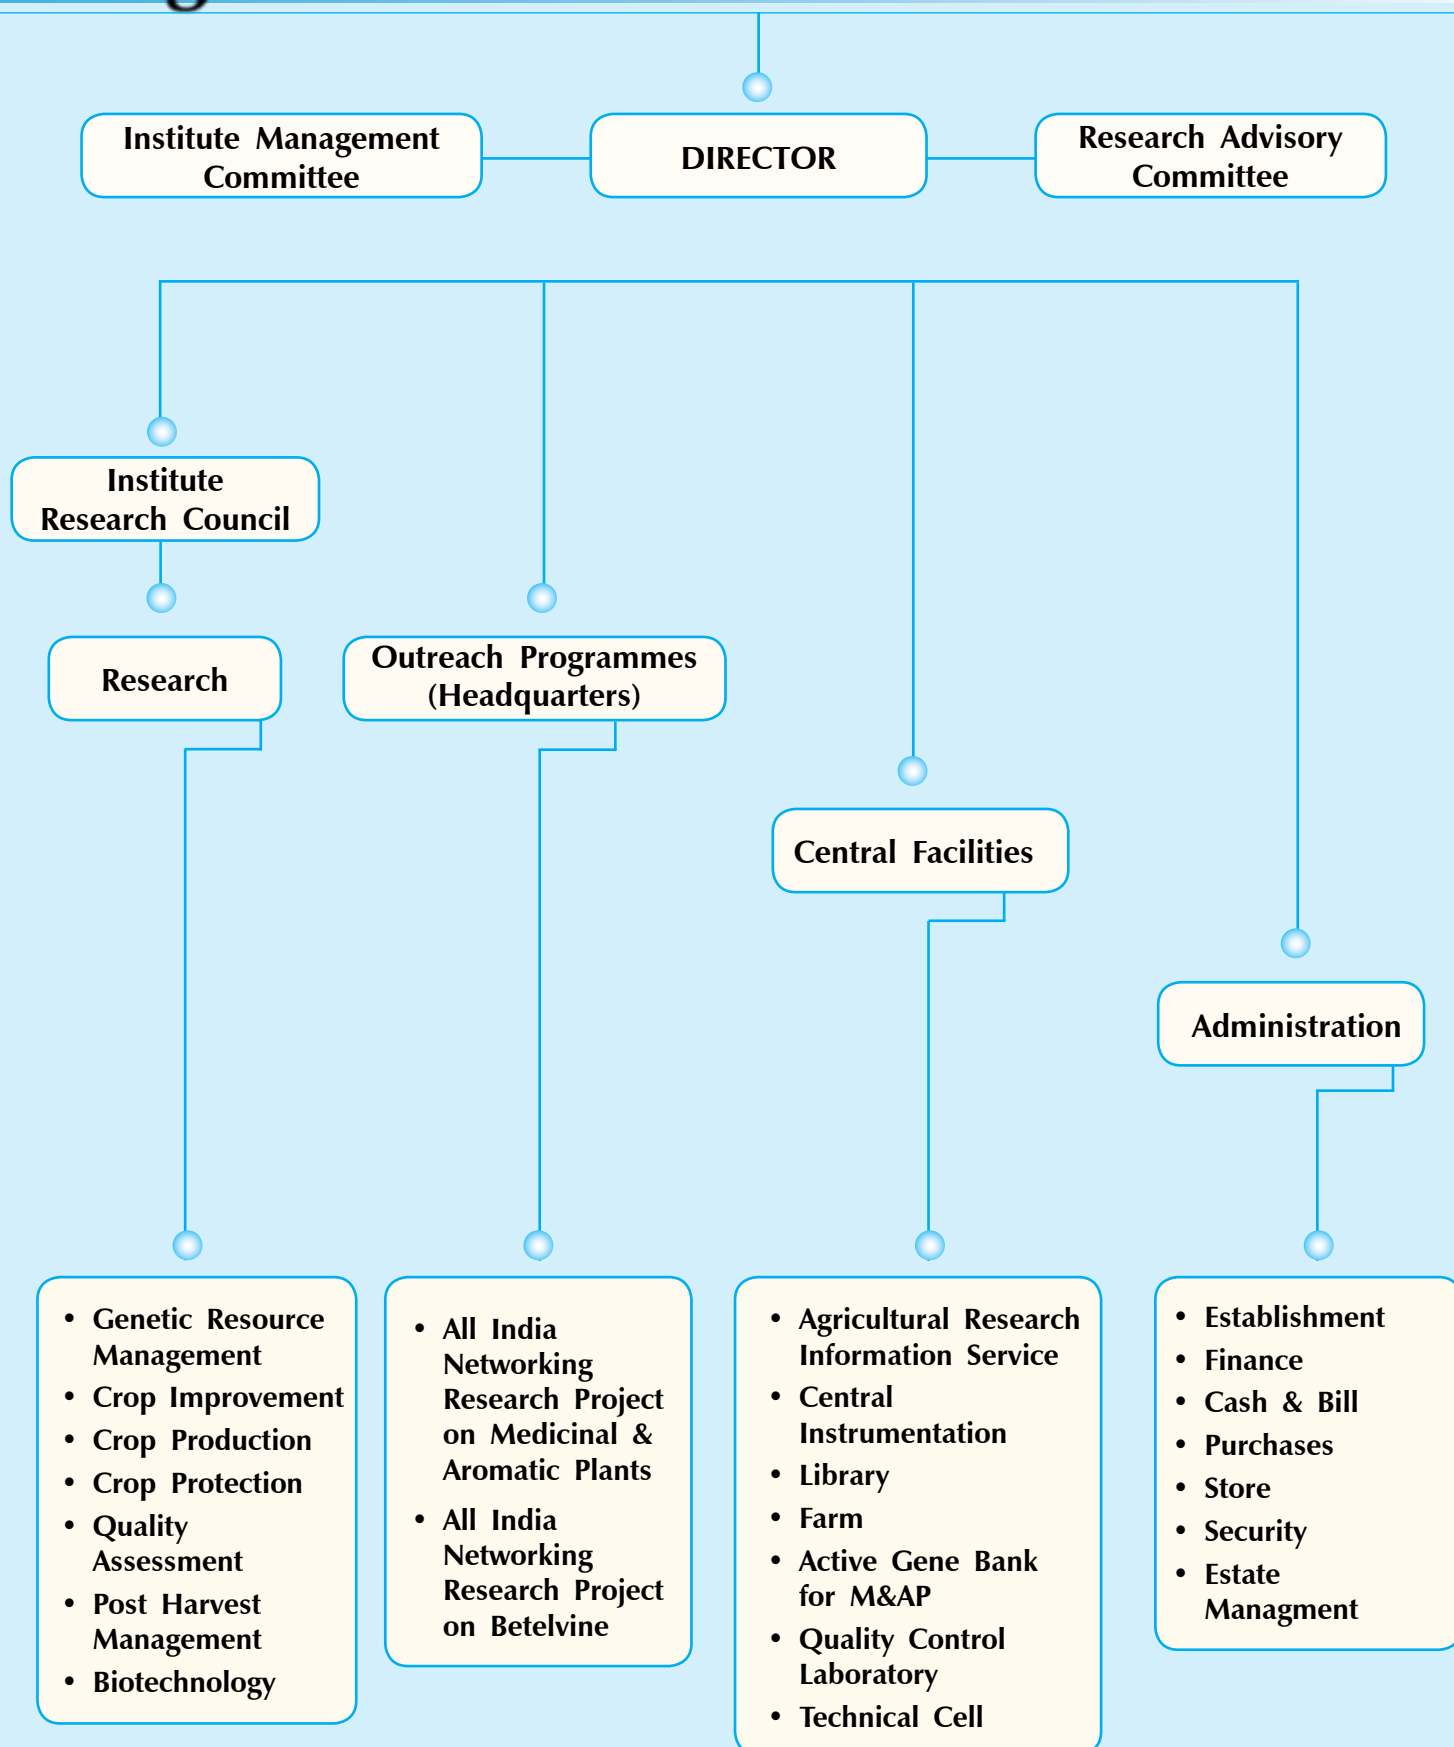 Institute Management
Committee
DIRECTOR
Research Advisory
Committee
Institute
Research Council
Research
Outreach Programmes
(Headquarters)
Central Facilities
Administration
• Genetic Resource
Management
• Crop Improvement
• Crop Production
• Crop Protection
• Quality
Assessment
• Post Harvest
Management
• Biotechnology
• All India
Networking
Research Project
on Medicinal &
Aromatic Plants
• All India
Networking
Research Project
on Betelvine
• Agricultural Research
Information Service
• Central
Instrumentation
• Library
• Farm
• Active Gene Bank
for M&AP
• Quality Control
Laboratory
• Technical Cell
• Establishment
• Finance
• Cash & Bill
• Purchases
• Store
• Security
• Estate
Managment